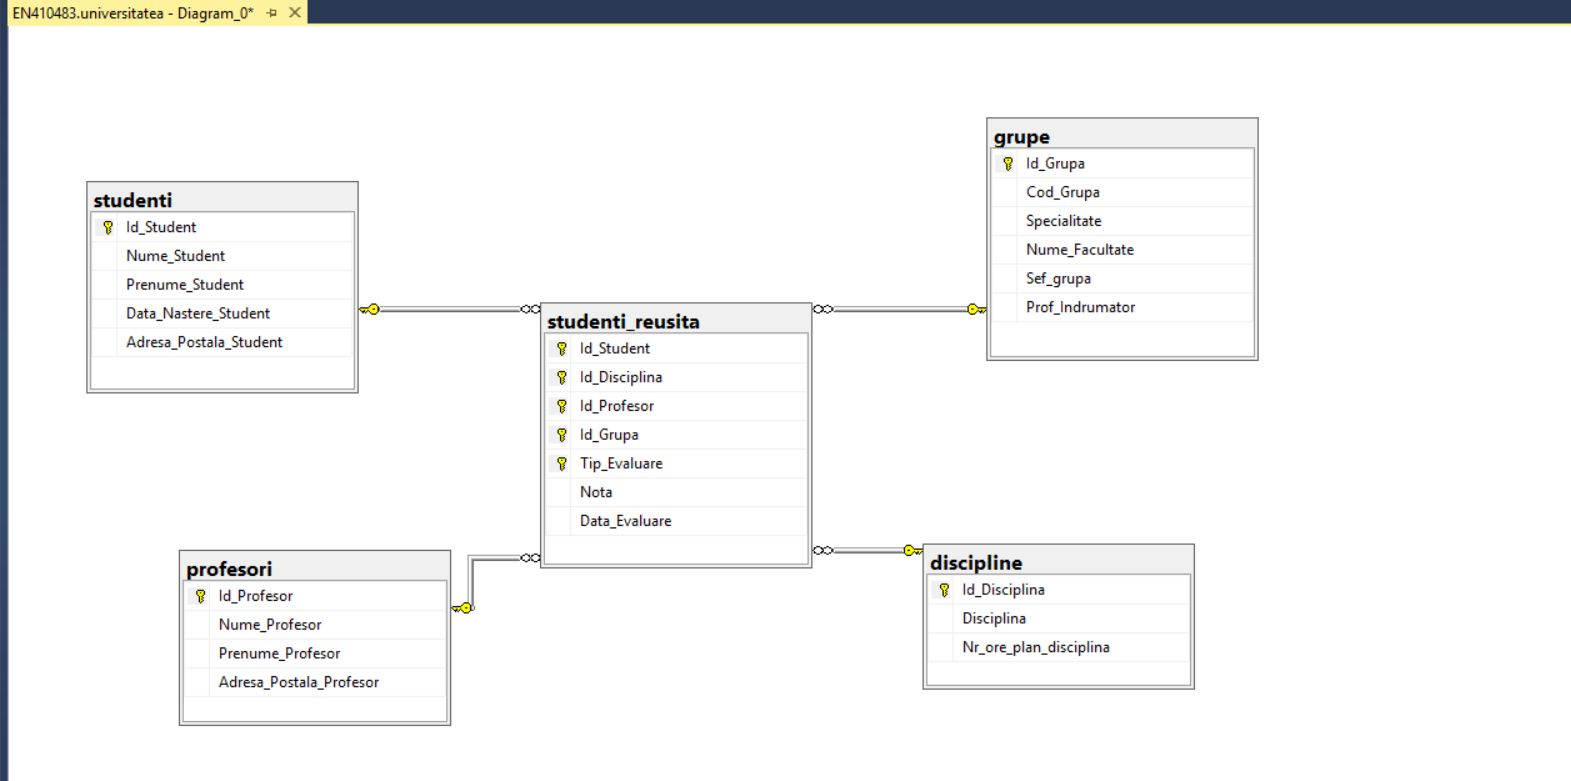 EN410483.universitatea - Diagram_0*
studenti
Id_Student
Nume_Student
Prenume_Student
Data_Nastere_Student
Adresa_Postala_Student
grupe
Id_Grupa
Cod_Grupa
Specialitate
Nume_Facultate
Sef_grupa
Prof_Indrumator
studenti_reusita
Id_Student
Id_Disciplina
Id_Profesor
Id_Grupa
Tip_Evaluare
Nota
Data_Evaluare
profesori
Id_Profesor
Nume_Profesor
Prenume_Profesor
Adresa_Postala_Profesor
discipline
Id_Disciplina
Disciplina
Nr_ore_plan_disciplina